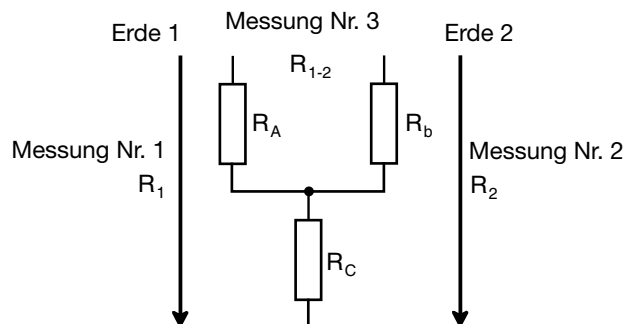 Messung Nr. 3
Erde 1
Erde 2
R1-2
RA
Rb
Messung Nr. 1
R1
Messung Nr. 2
R2
RC